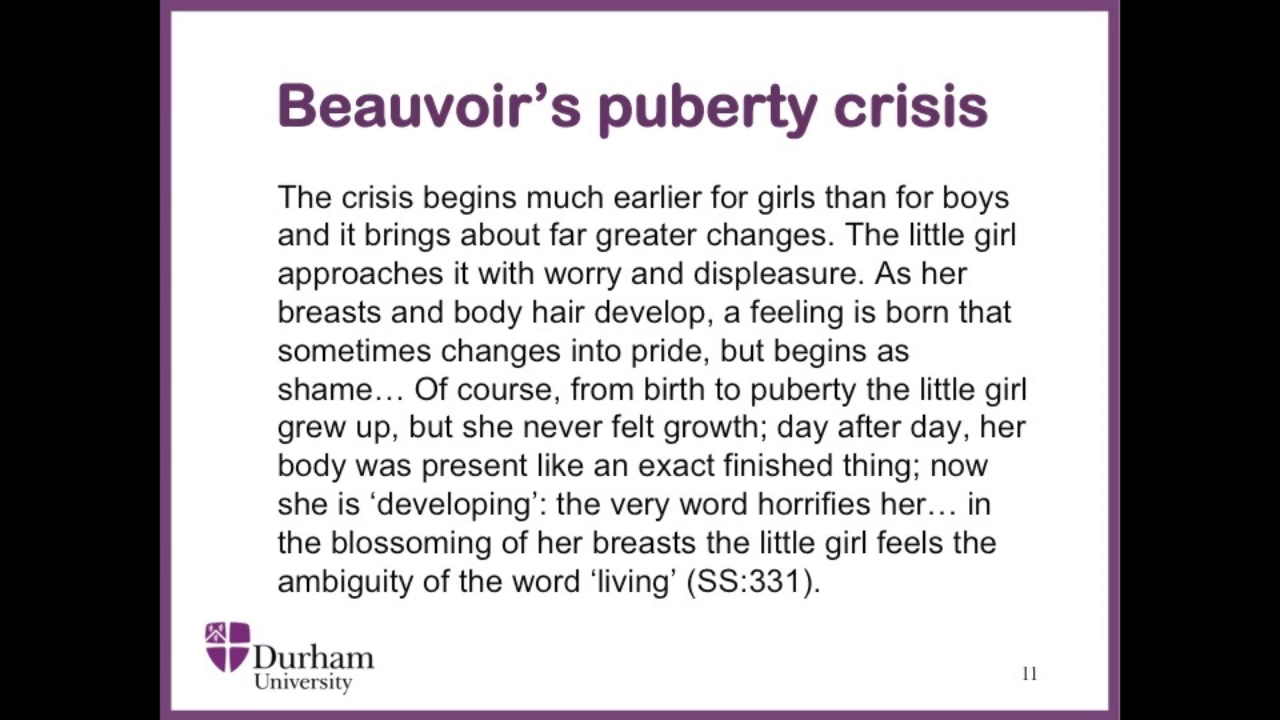 Beauvoir’s puberty crisis
The crisis begins much earlier for girls than for boys
and it brings about far greater changes. The little girl
approaches it with worry and displeasure. As her
breasts and body hair develop, a feeling is born that
sometimes changes into pride, but begins as
shame… Of course, from birth to puberty the little girl
grew up, but she never felt growth; day after day, her
body was present like an exact finished thing; now
she is ‘developing’: the very word horrifies her… in
the blossoming of her breasts the little girl feels the
ambiguity of the word ‘living’ (SS:331).
Durham
University
11